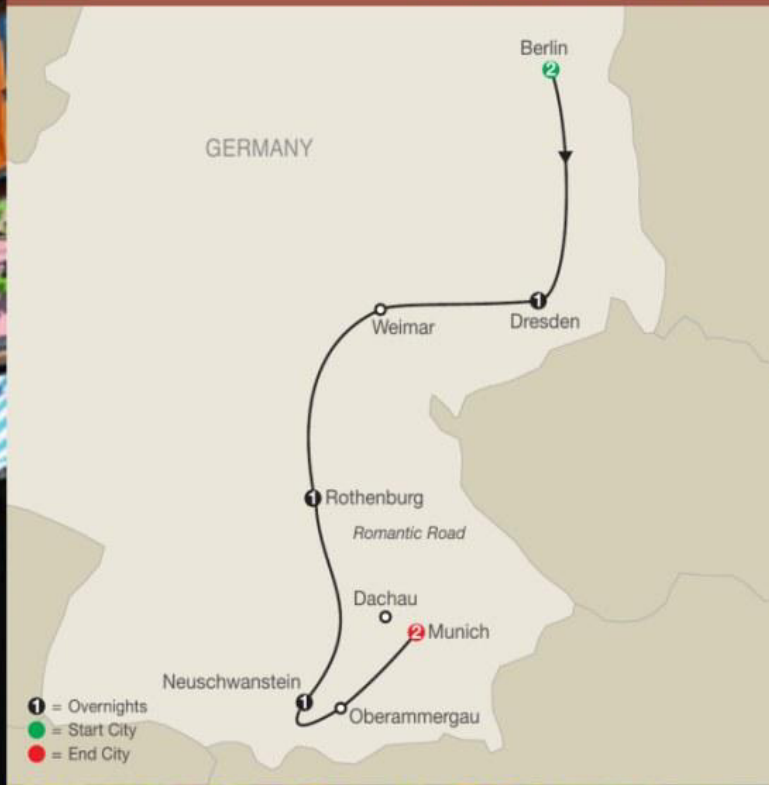 Berlin
2
GERMANY
1
Weimar
Dresden
1 Rothenburg
Romantic Road
Dachau
2 Munich
Neuschwanstein
1
Oberammergau
1 = Overnights
= Start City
= End City